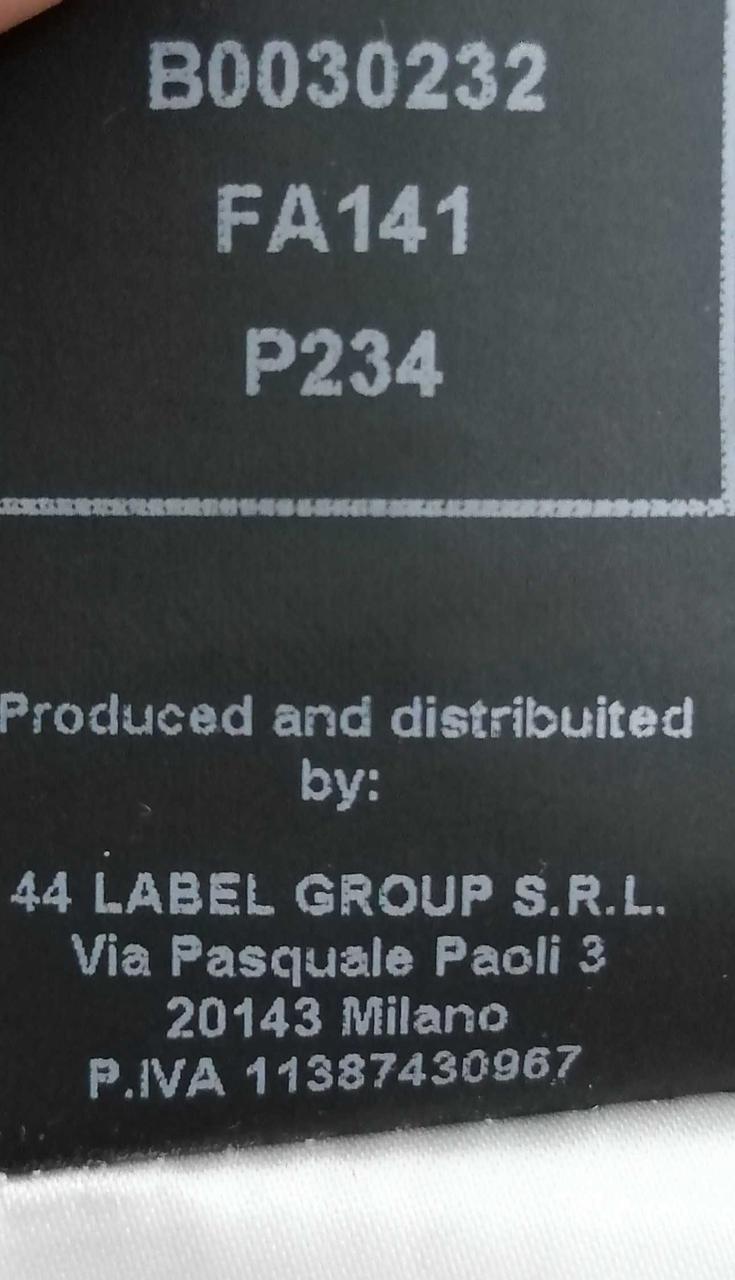 B0030232
FA141
P234
Produced and distribuited
by:
44 LABEL GROUP S.R.L.
Via Pasquale Paoli 3
20143 Milano
P.IVA 11387430967